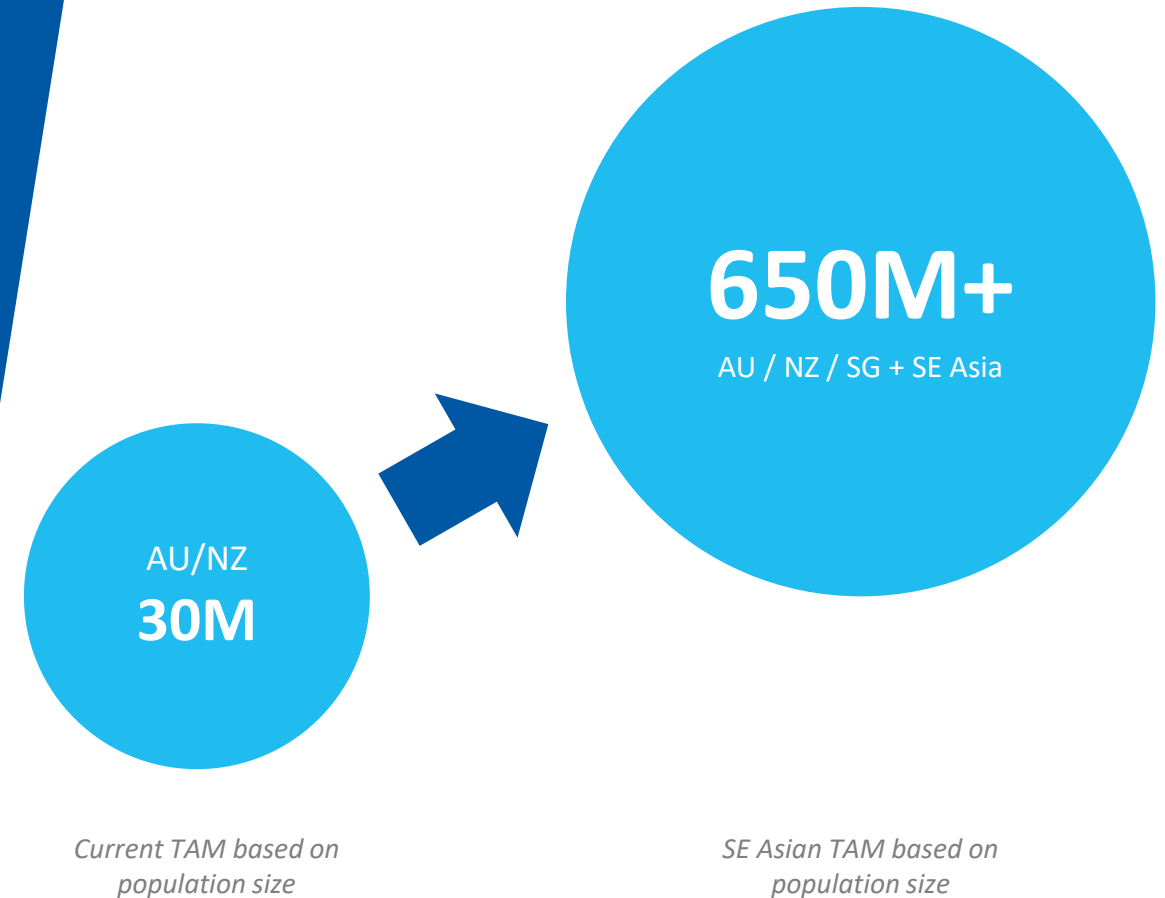 650M+
AU / NZ / SG + SE Asia
AU/NZ
30M
Current TAM based on
population size
SE Asian TAM based on
population size